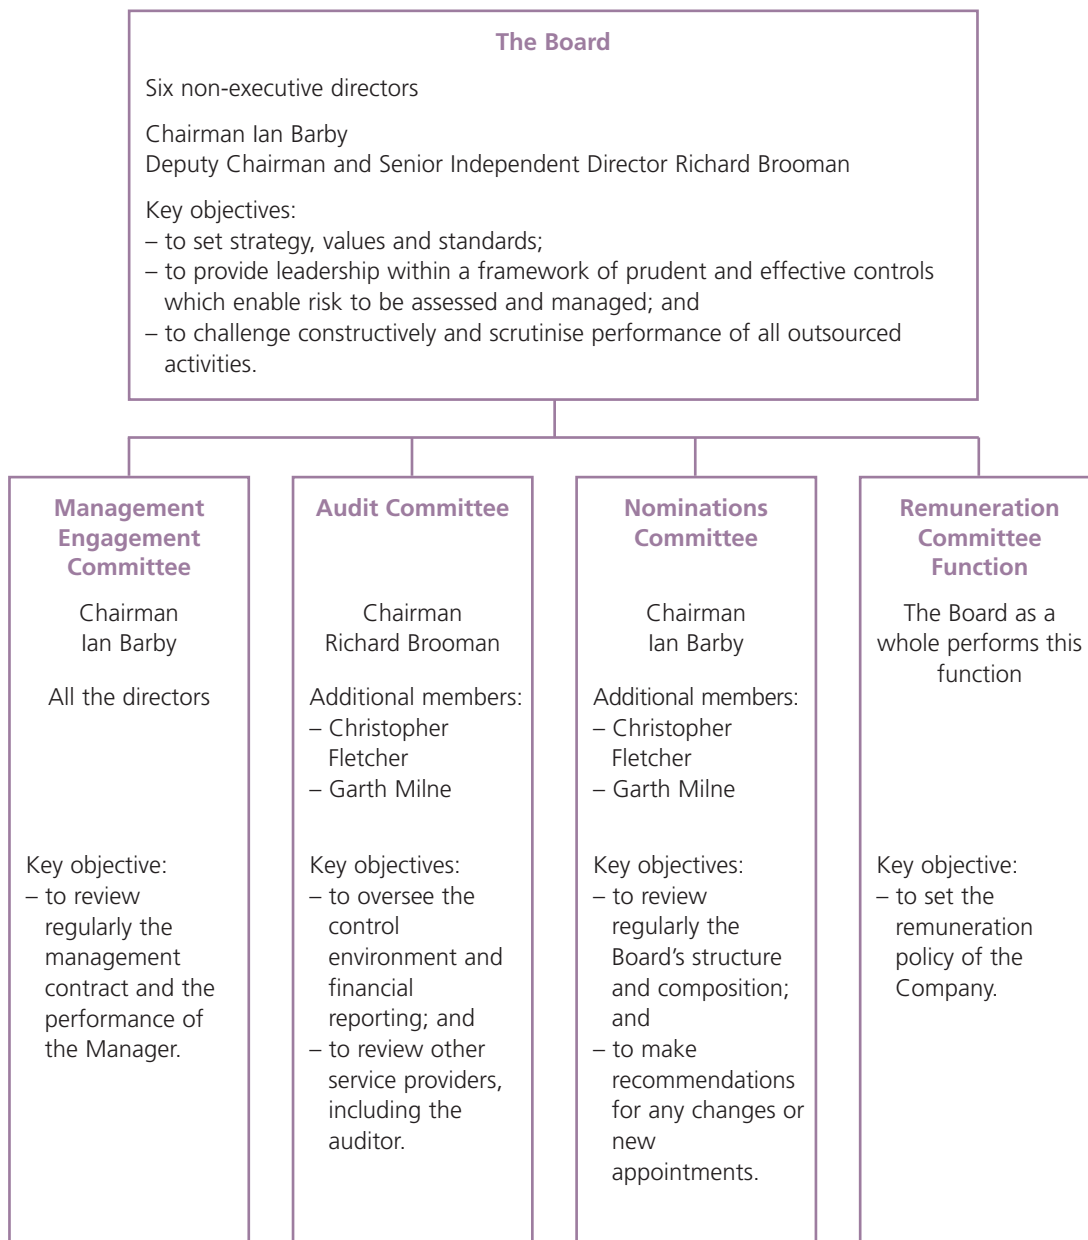 The Board
Six non-executive directors
Chairman Ian Barby
Deputy Chairman and Senior Independent Director Richard Brooman
Key objectives:
– to set strategy, values and standards;
– to provide leadership within a framework of prudent and effective controls
which enable risk to be assessed and managed; and
– to challenge constructively and scrutinise performance of all outsourced
activities.
Management
Engagement
Committee
Chairman
Ian Barby
All the directors
Key objective:
– to review
regularly the
management
contract and the
performance of
the Manager.
Audit Committee
Chairman
Richard Brooman
Additional members:
– Christopher
Fletcher
– Garth Milne
Key objectives:
– to oversee the
control
environment and
financial
reporting; and
– to review other
service providers,
including the
auditor.
Nominations
Committee
Chairman
Ian Barby
Additional members:
– Christopher
Fletcher
– Garth Milne
Key objectives:
– to review
regularly the
Board's structure
and composition;
and
– to make
recommendations
for any changes or
new
appointments.
Remuneration
Committee
Function
The Board as a
whole performs this
function
Key objective:
– to set the
remuneration
policy of the
Company.